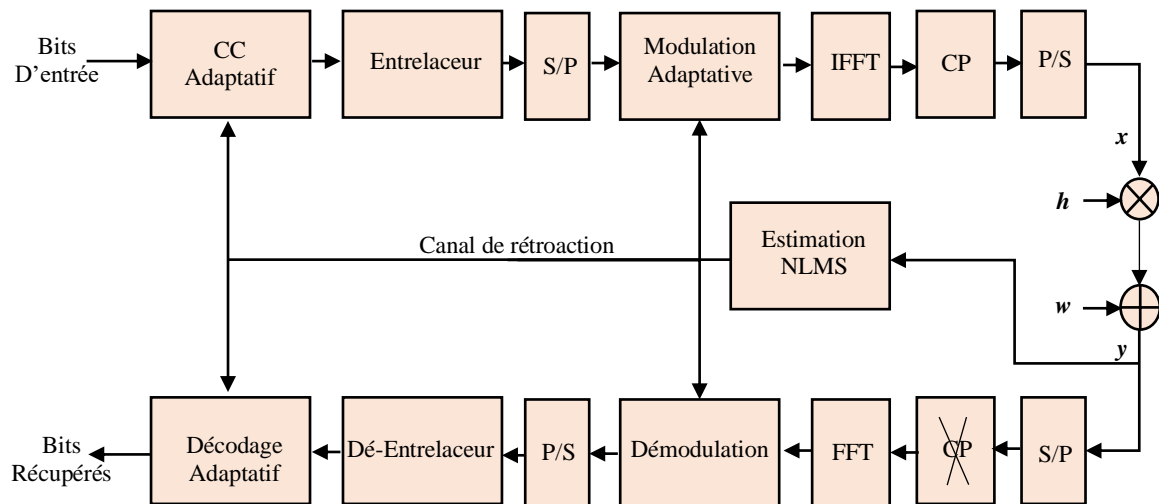 Bits
D'entrée
CC
Adaptatif
Entrelaceur
S/P
Modulation
Adaptative
IFFT
CP
P/S
x
h
Canal de rétroaction
Estimation
NLMS
w
y
Bits
Récupérés
Décodage
Adaptatif
Dé-Entrelaceur
P/S
Démodulation
FFT
CP
S/P